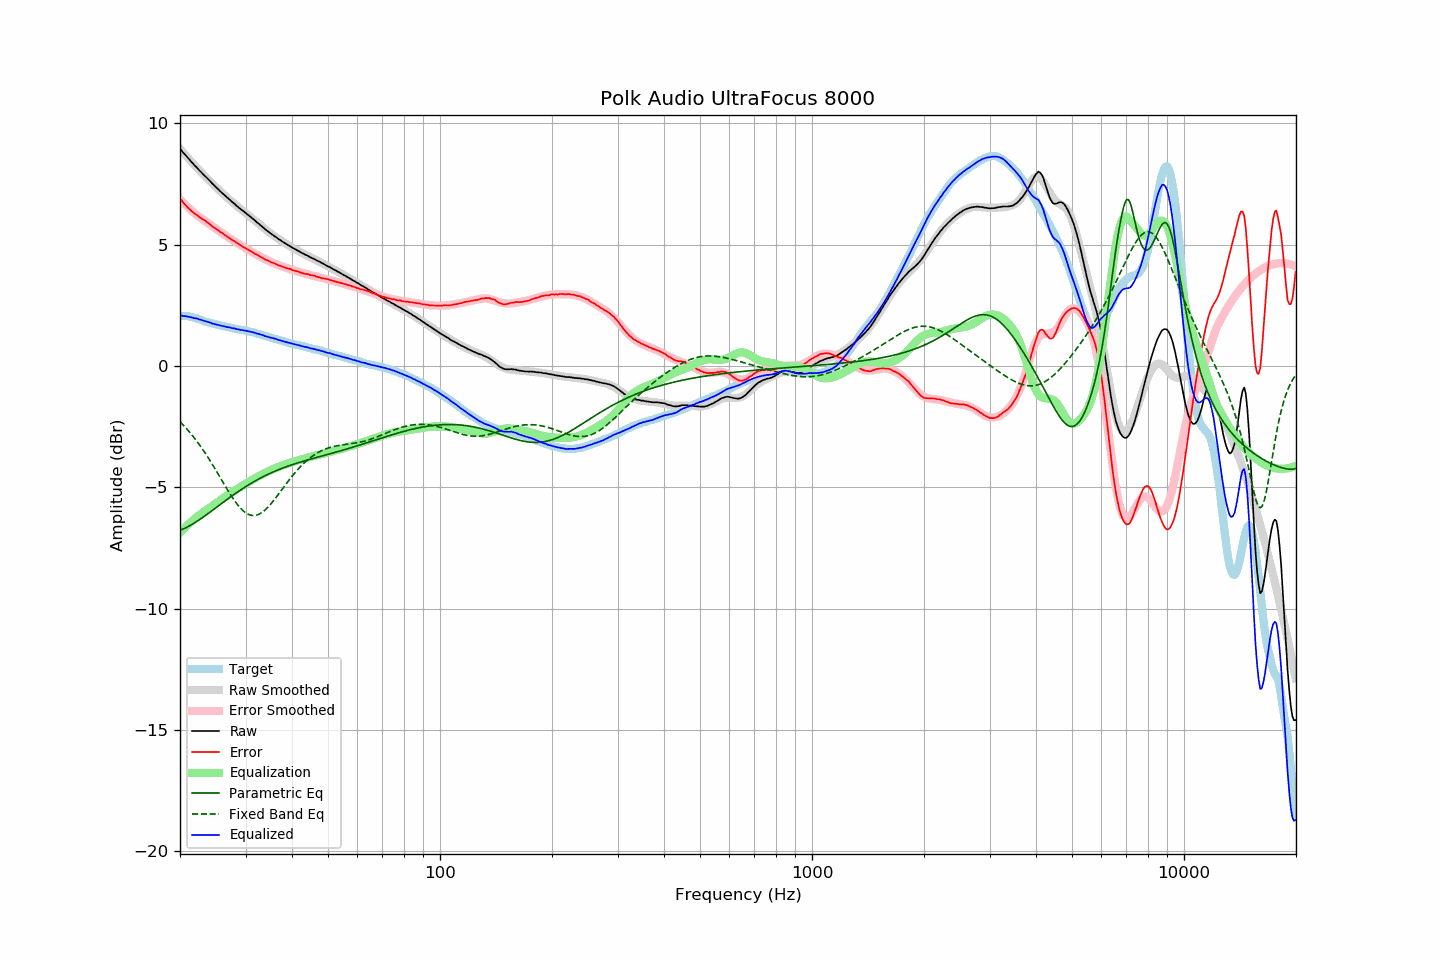 Polk Audio UltraFocus 8000
10
5
0
−5
−10
−15
−20
Amplitude (dBr)
100
1000
10000
Frequency (Hz)
Target
Raw Smoothed
Error Smoothed
Raw
Error
Equalization
Parametric Eq
Fixed Band Eq
Equalized